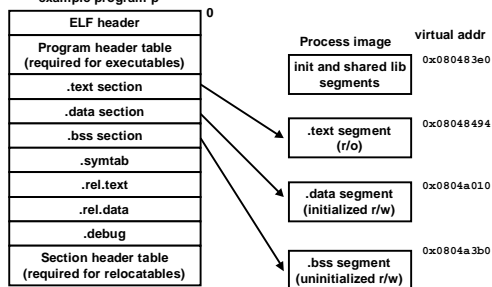 example program p
0
ELF header
Program header table
(required for executables)
.text section
.data section
.bss section
.symtab
.rel.text
.rel.data
.debug
Section header table
(required for relocatables)
Process image
virtual addr
init and shared lib
segments
0x080483e0
.text segment
(r/o)
0x08048494
.data segment
(initialized r/w)
0x0804a010
.bss segment
(uninitialized r/w)
0x0804a3b0